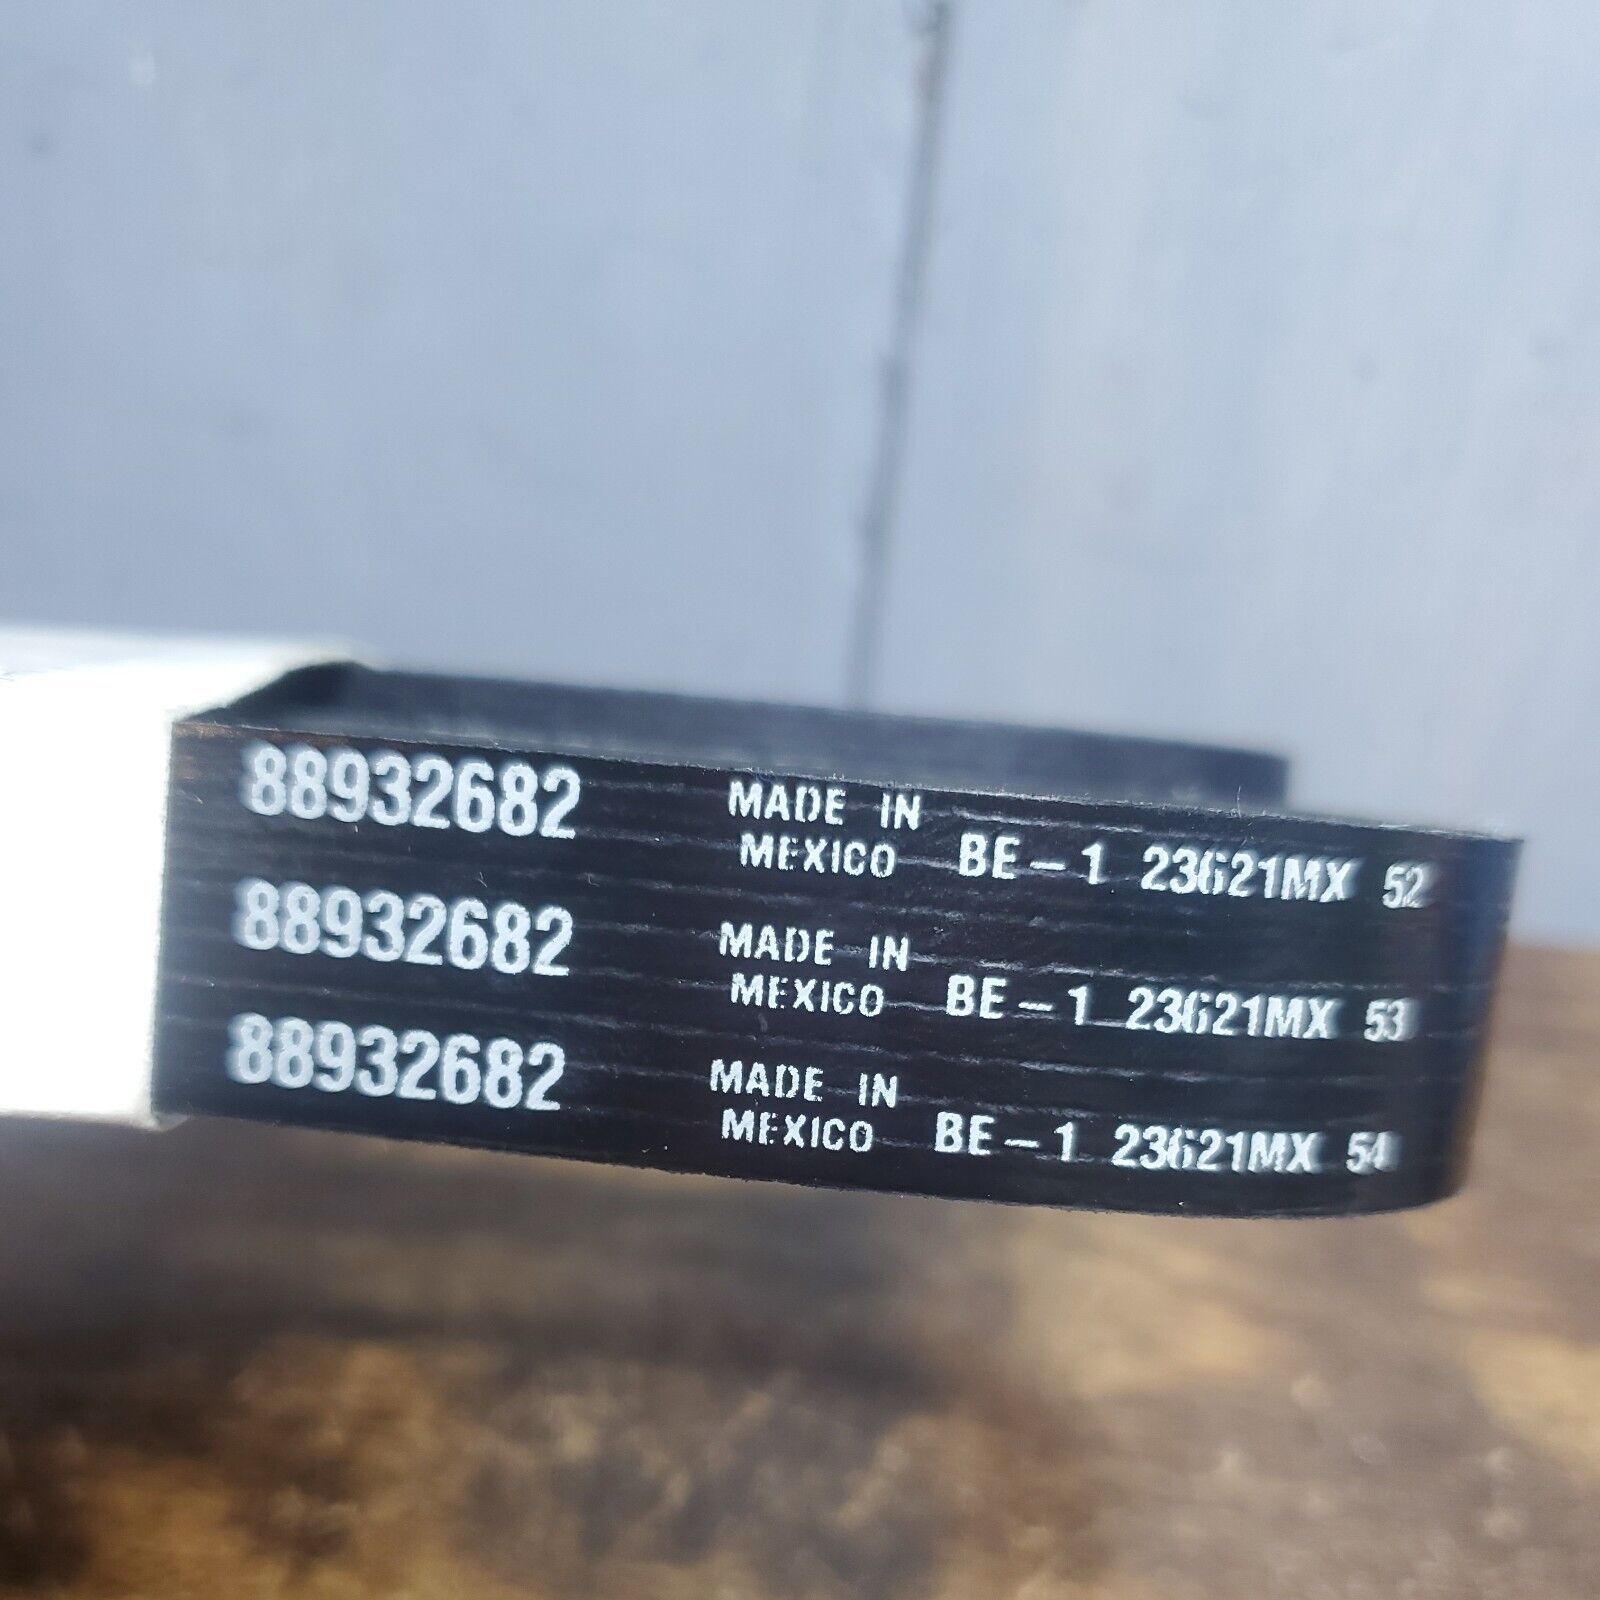 88932682 MADE IN
MEXICO BE-1 23621MX 52
88932682 MADE IN
MEXICO BE-1 23621MX 53
88932682 MADE IN
MEXICO BE-1 23621MX 54